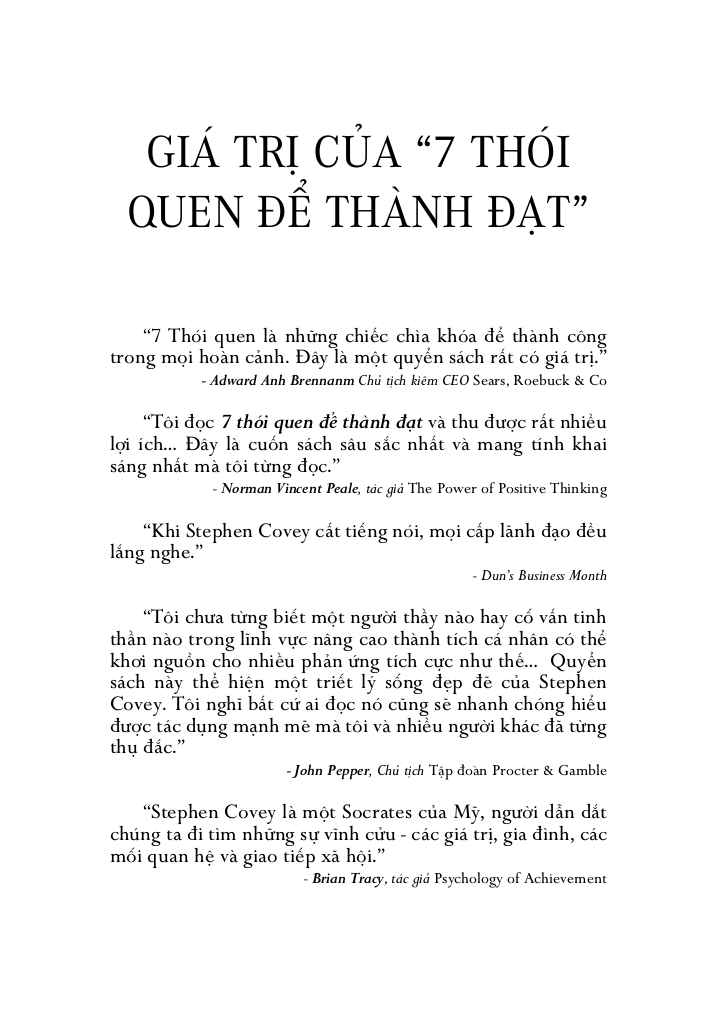 GIÁ TRỊ CỦA “7 THÓI
QUEN ĐỂ THÀNH ĐẠT”
“7 Thói quen là những chiếc chìa khóa để thành công
trong mọi hoàn cảnh. Đây là một quyển sách rất có giá trị.”
- Adward Anh Brennanm Chủ tịch kiêm CEO Sears, Roebuck & Co
“Tôi đọc 7 thói quen để thành đạt và thu được rất nhiều
lợi ích... Đây là cuốn sách sâu sắc nhất và mang tính khai
sáng nhất mà tôi từng đọc.”
- Norman Vincent Peale, tác giả The Power of Positive Thinking
“Khi Stephen Covey cất tiếng nói, mọi cấp lãnh đạo đều
lắng nghe.”
- Dun’s Business Month
“Tôi chưa từng biết một người thầy nào hay cố vấn tinh
thần nào trong lĩnh vực nâng cao thành tích cá nhân có thể
khơi nguồn cho nhiều phản ứng tích cực như thế... Quyển
sách này thể hiện một triết lý sống đẹp đẽ của Stephen
Covey. Tôi nghĩ bất cứ ai đọc nó cũng sẽ nhanh chóng hiểu
được tác dụng mạnh mẽ mà tôi và nhiều người khác đã từng
thụ đắc.”
- John Pepper, Chủ tịch Tập đoàn Procter & Gamble
“Stephen Covey là một Socrates của Mỹ, người dẫn dắt
chúng ta đi tìm những sự vĩnh cửu - các giá trị, gia đình, các
mối quan hệ và giao tiếp xã hội.”
- Brian Tracy, tác giả Psychology of Achievement